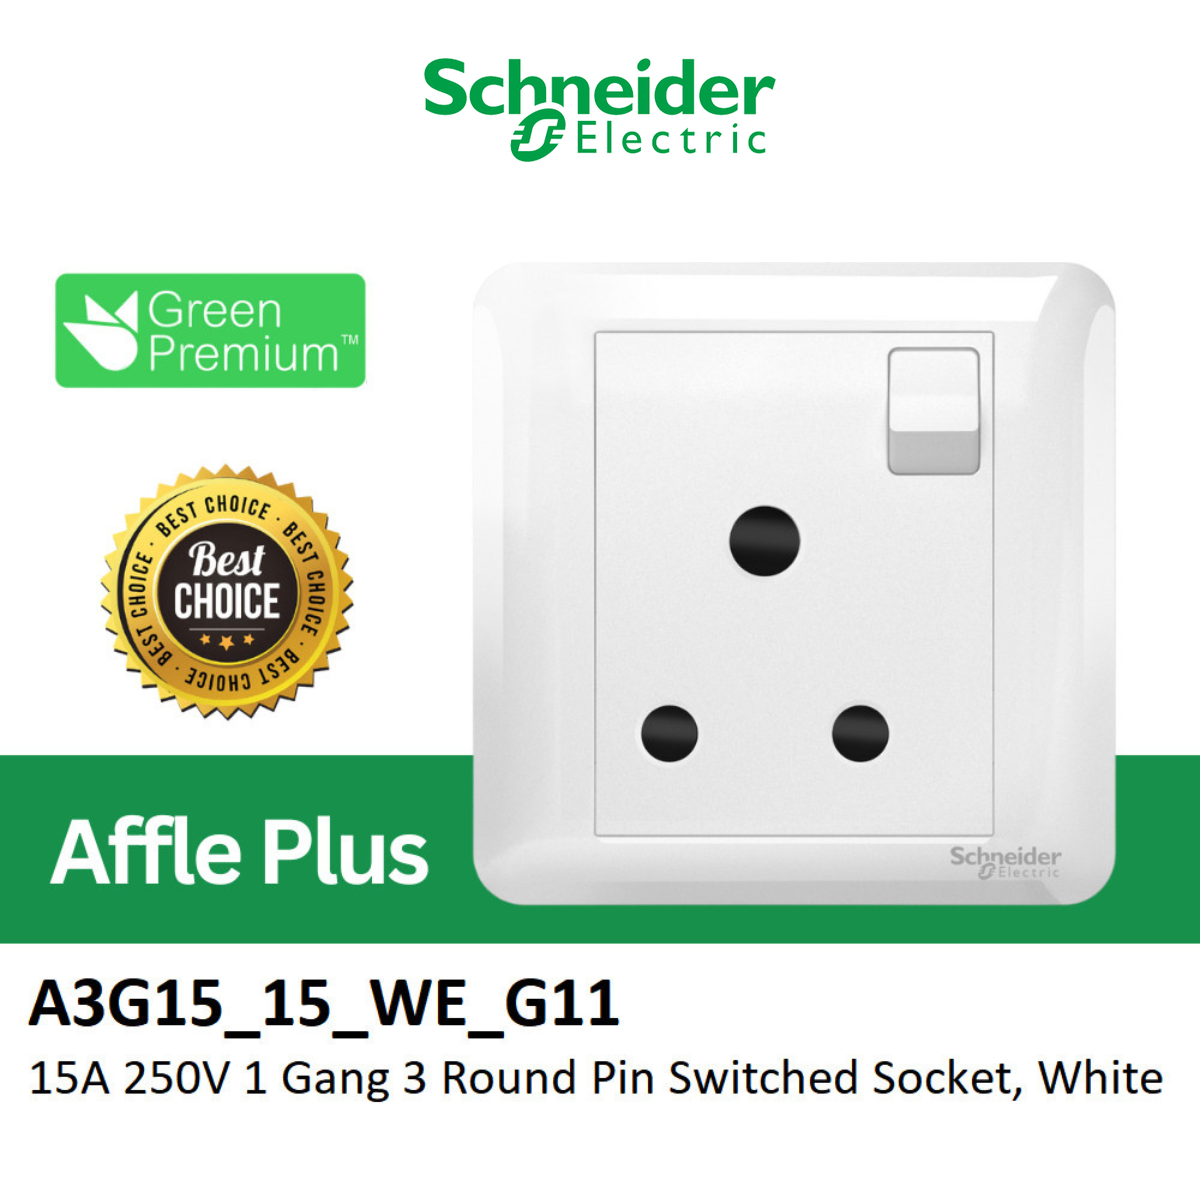 Schneider
Electric
Green
Premium™
BEST CHOICE · BEST CHOICE · BEST CHOICE · BEST CHOICE ·
Best
CHOICE
Schneider
Electric
Affle Plus
A3G15_15_WE_G11
15A 250V 1 Gang 3 Round Pin Switched Socket, White